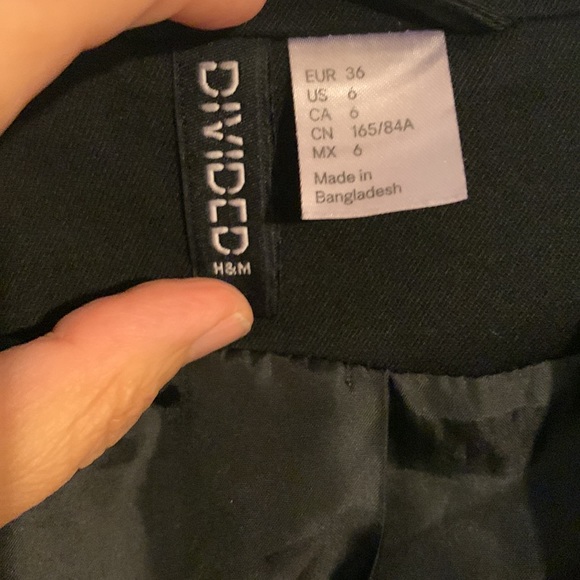 DIVIDED
H&M
EUR 36
US 6
CA 6
CN 165/84A
MX 6
Made in
Bangladesh